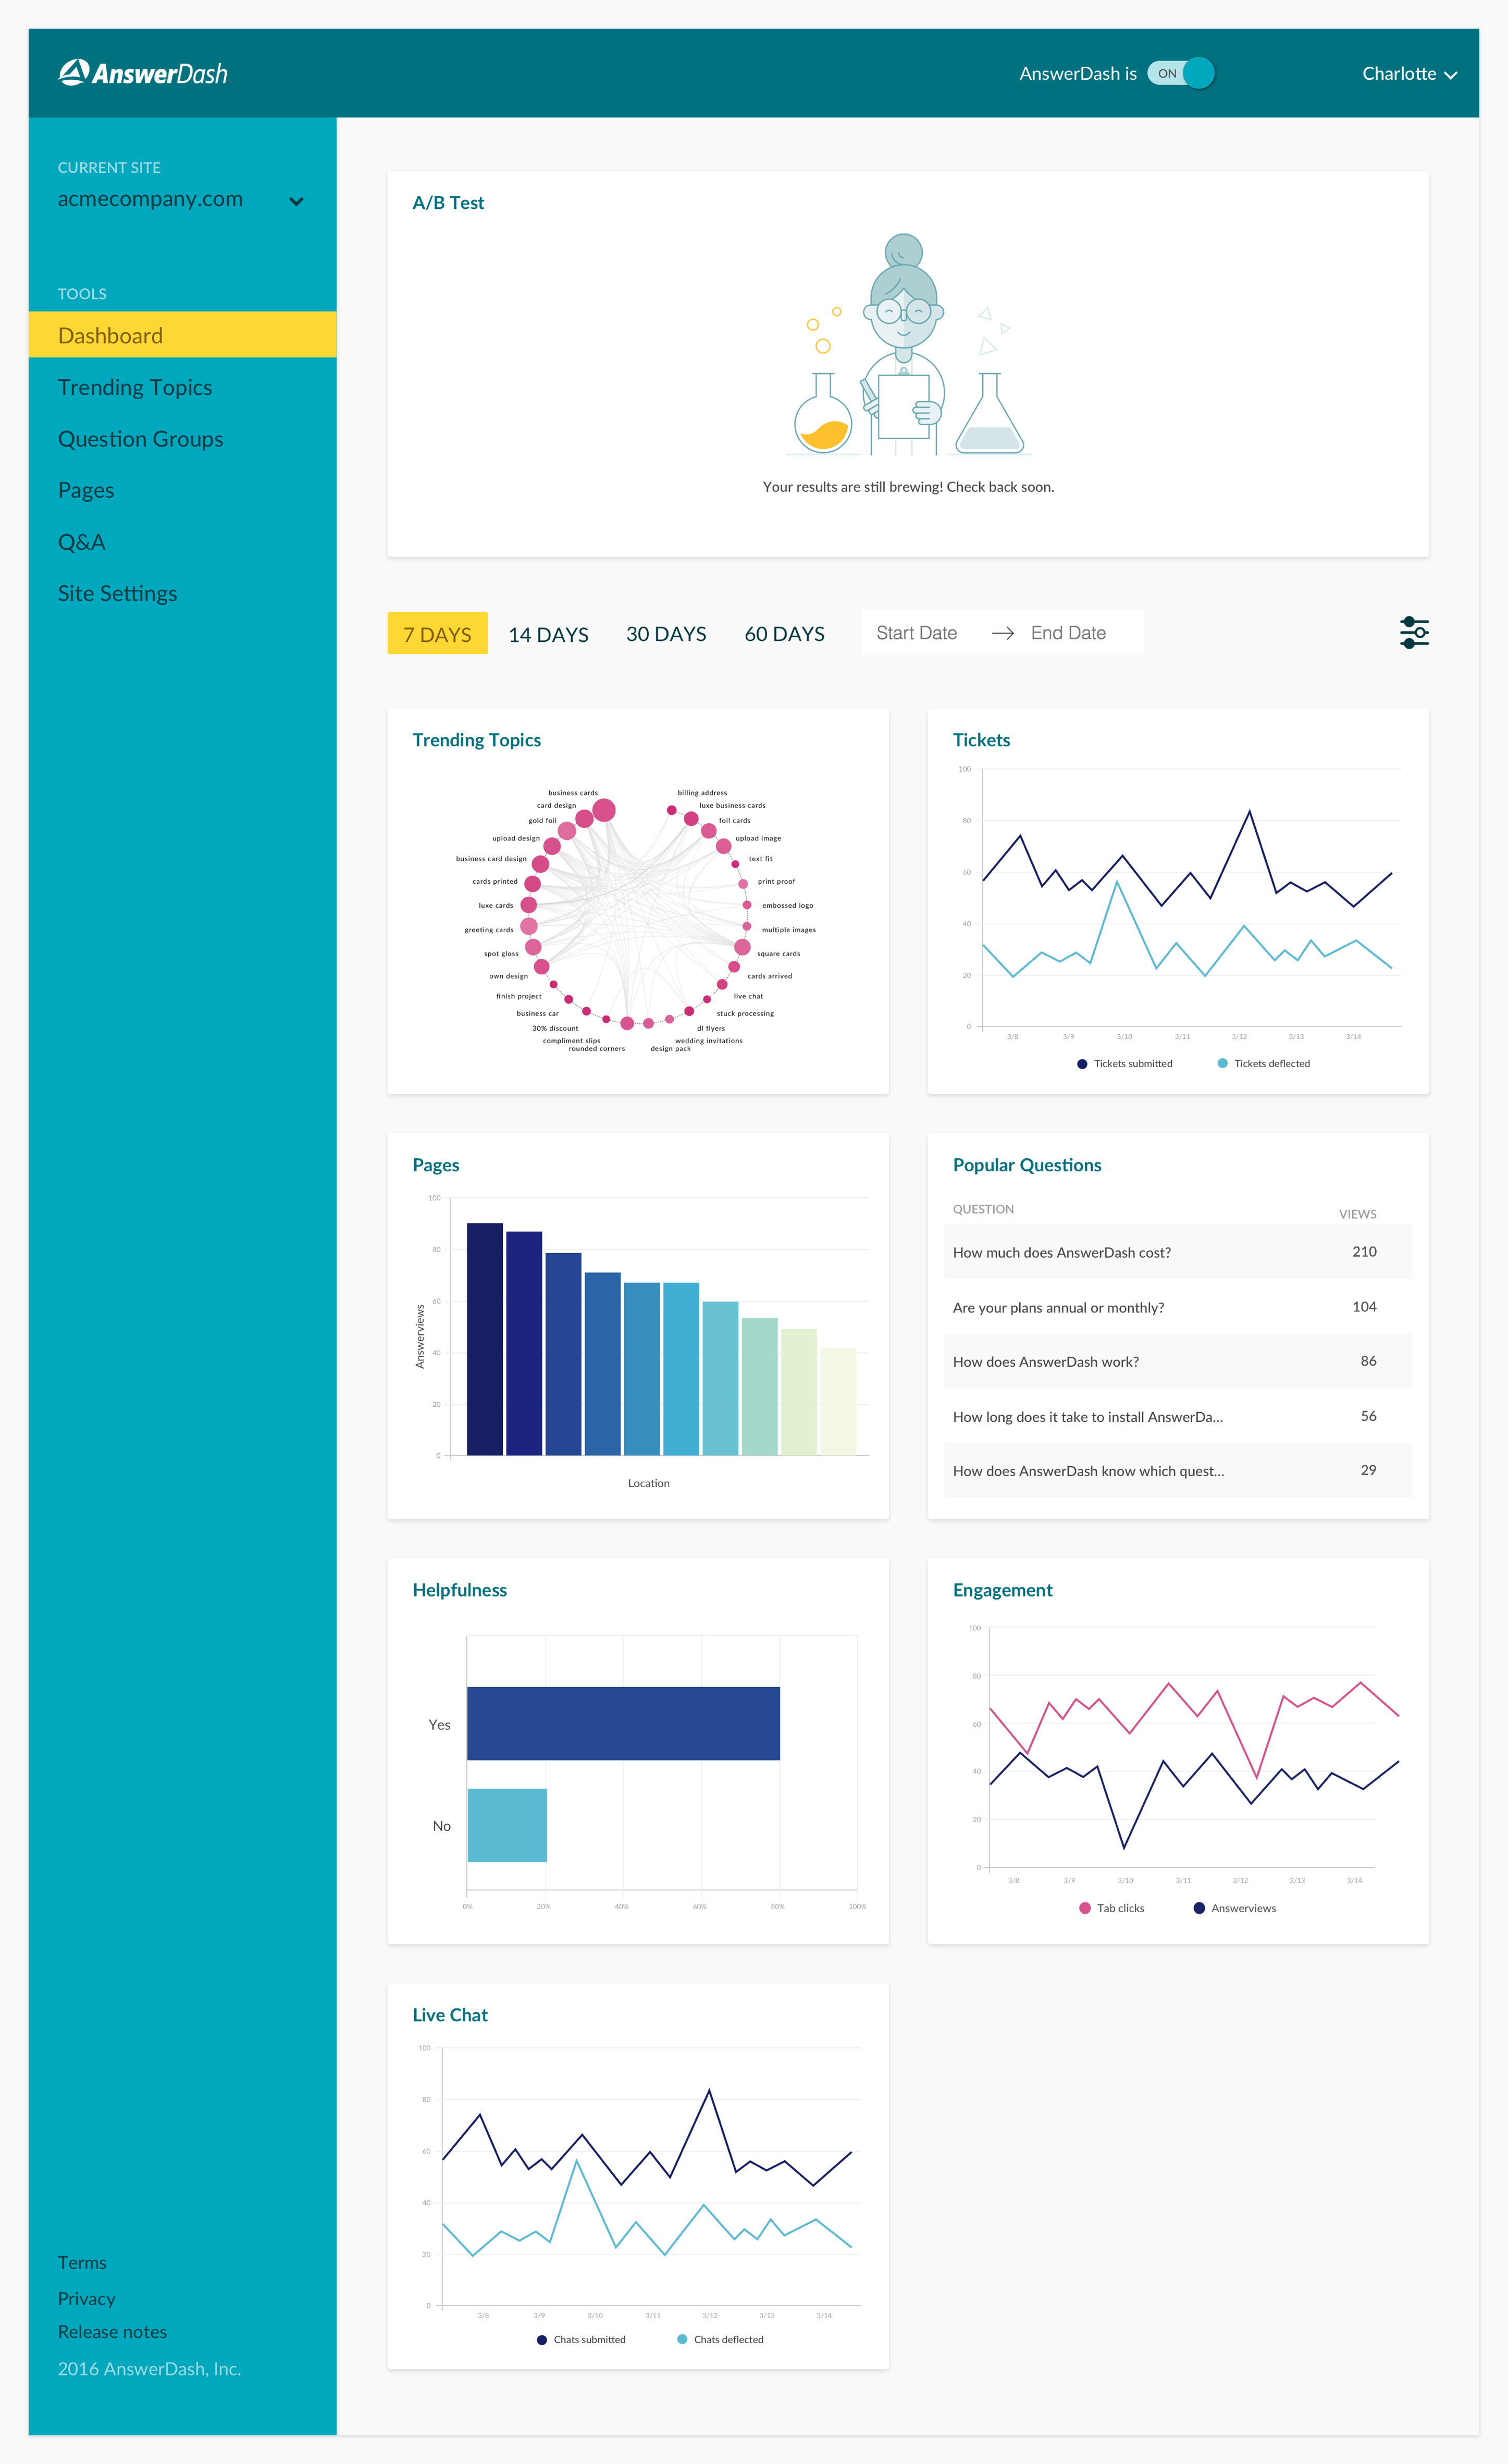 AnswerDash
AnswerDash is ON
Charlotte
CURRENT SITE
acmecompany.com
TOOLS
Dashboard
Trending Topics
Question Groups
Pages
Q&A
Site Settings
Terms
Privacy
Release notes
2016 AnswerDash, Inc.
A/B Test
Your results are still brewing! Check back soon.
7 DAYS 14 DAYS 30 DAYS 60 DAYS Start Date → End Date
Trending Topics
business cards
card design
gold foil
upload design
business card design
cards printed
luxe cards
greeting cards
spot gloss
own design
finish project
business car
30% discount
compliment slips
rounded corners
billing address
luxe business cards
foil cards
upload image
text fit
print proof
embossed logo
multiple images
square cards
cards arrived
live chat
stuck processing
dl flyers
wedding invitations
design pack
Tickets
100
80
60
40
20
0
3/8 3/9 3/10 3/11 3/12 3/13 3/14
Tickets submitted Tickets deflected
Pages
Answerviews
100
80
60
40
20
0
Location
Popular Questions
QUESTION VIEWS
How much does AnswerDash cost? 210
Are your plans annual or monthly? 104
How does AnswerDash work? 86
How long does it take to install AnswerDa... 56
How does AnswerDash know which quest... 29
Helpfulness
Yes
No
0% 20% 40% 60% 80% 100%
Engagement
100
80
60
40
20
0
3/8 3/9 3/10 3/11 3/12 3/13 3/14
Tab clicks Answerviews
Live Chat
100
80
60
40
20
0
3/8 3/9 3/10 3/11 3/12 3/13 3/14
Chats submitted Chats deflected